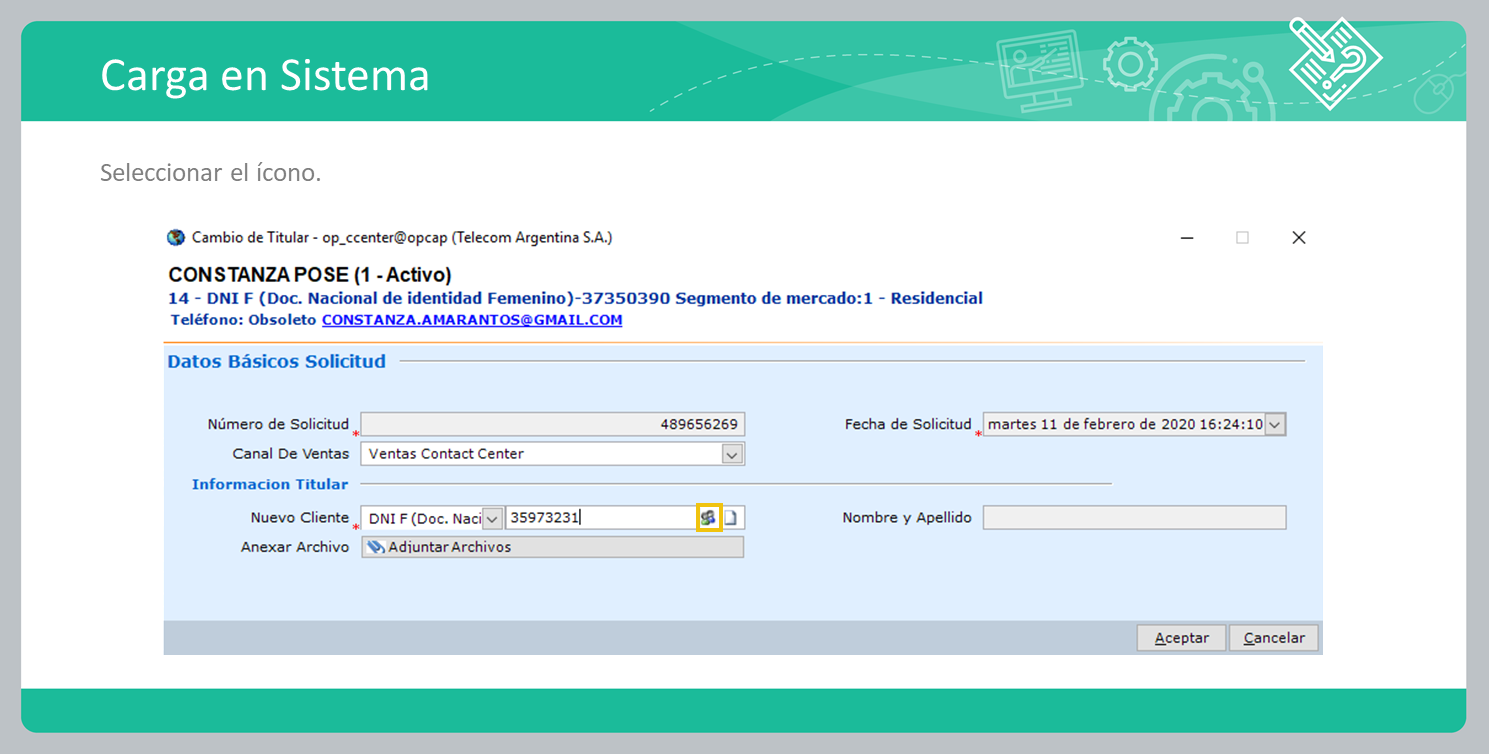 Carga en Sistema
Seleccionar el ícono.
Cambio de Titular - op_ccenter@opcap (Telecom Argentina S.A.)
CONSTANZA POSE (1 - Activo)
14 - DNI F (Doc. Nacional de identidad Femenino)-37350390 Segmento de mercado:1 - Residencial
Teléfono: Obsoleto CONSTANZA.AMARANTOS@GMAIL.COM
Datos Básicos Solicitud
Número de Solicitud * 489656269 Fecha de Solicitud * martes 11 de febrero de 2020 16:24:10
Canal De Ventas Ventas Contact Center
Informacion Titular
Nuevo Cliente * DNI F (Doc. Naci 35973231 Nombre y Apellido
Anexar Archivo Adjuntar Archivos
Aceptar Cancelar